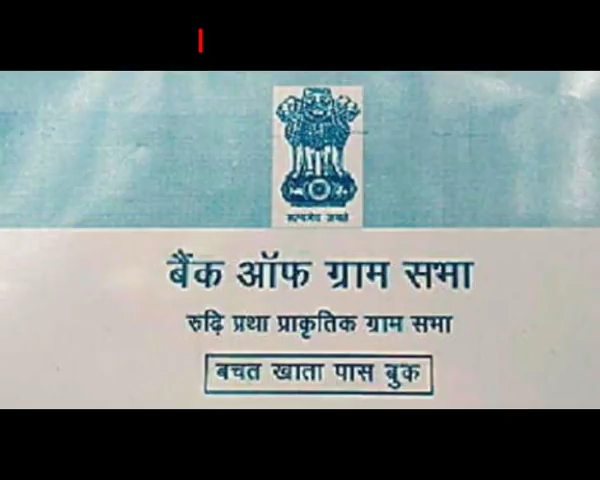 सत्यमेव जयते
बैंक ऑफ ग्राम सभा
रुढ़ि प्रथा प्राकृतिक ग्राम सभा
बचत खाता पास बुक